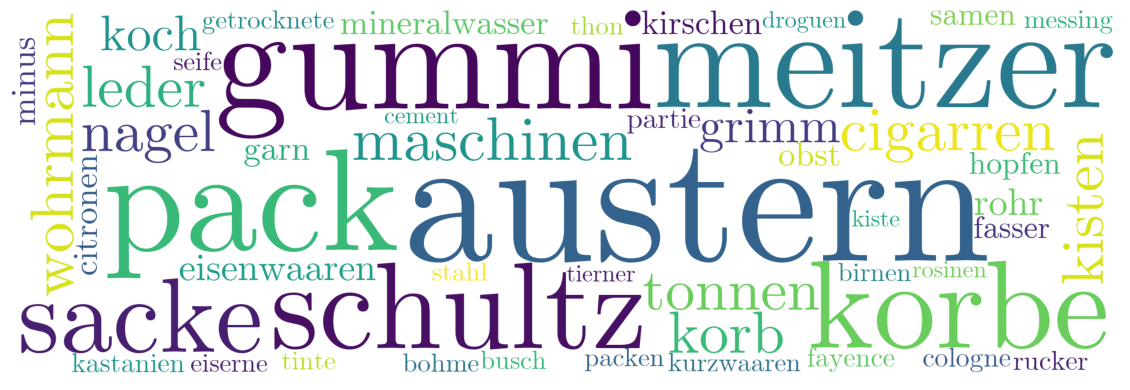 getrocknete mineralwasser thon kirschen droguen samen messing
koch gummi meitzer
minus wohrmann seife
leder
cement partie
nagel maschinen grimm cigarren
garn obst hopfen
citronen pack austern rohr kisten
kiste fasser
eisenwaaren stahl tierner birnen rosinen
sacke schultz tonnen korbe
korb
kastanien eiserne tinte bohme busch packen kurzwaaren fayence cologne rucker